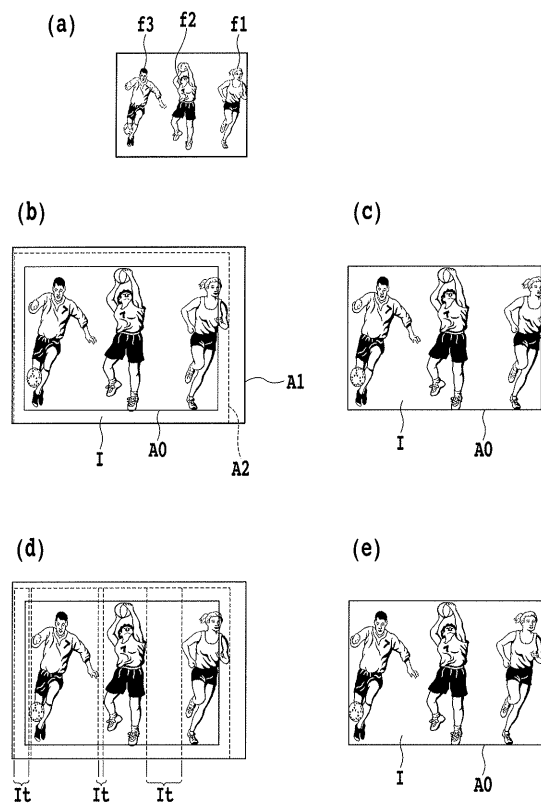 (a)
f3 f2 f1
(b) (c)
A1
I A0 A2
I A0
(d) (e)
It It It
I A0